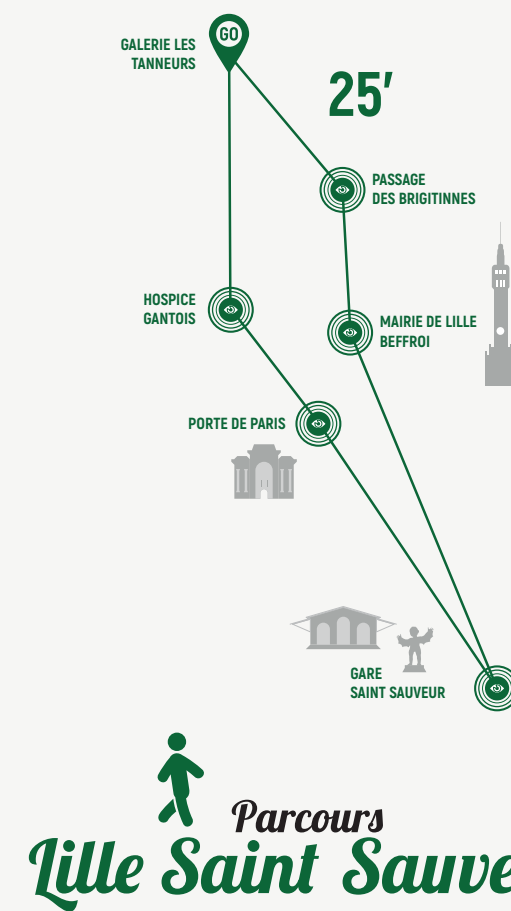 GO
GALERIE LES
TANNEURS
25'
PASSAGE
DES BRIGITINNES
HOSPICE
GANTOIS
MAIRIE DE LILLE
BEFFROI
PORTE DE PARIS
GARE
SAINT SAUVEUR
Parcours
Lille Saint Sauve